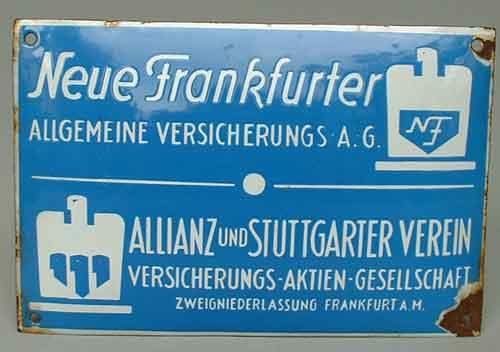 Neue Frankfurter
ALLGEMEINE VERSICHERUNGS A.G.
NF
ALLIANZ UND STUTTGARTER VEREIN
VERSICHERUNGS-AKTIEN-GESELLSCHAFT
ZWEIGNIEDERLASSUNG FRANKFURT A.M.